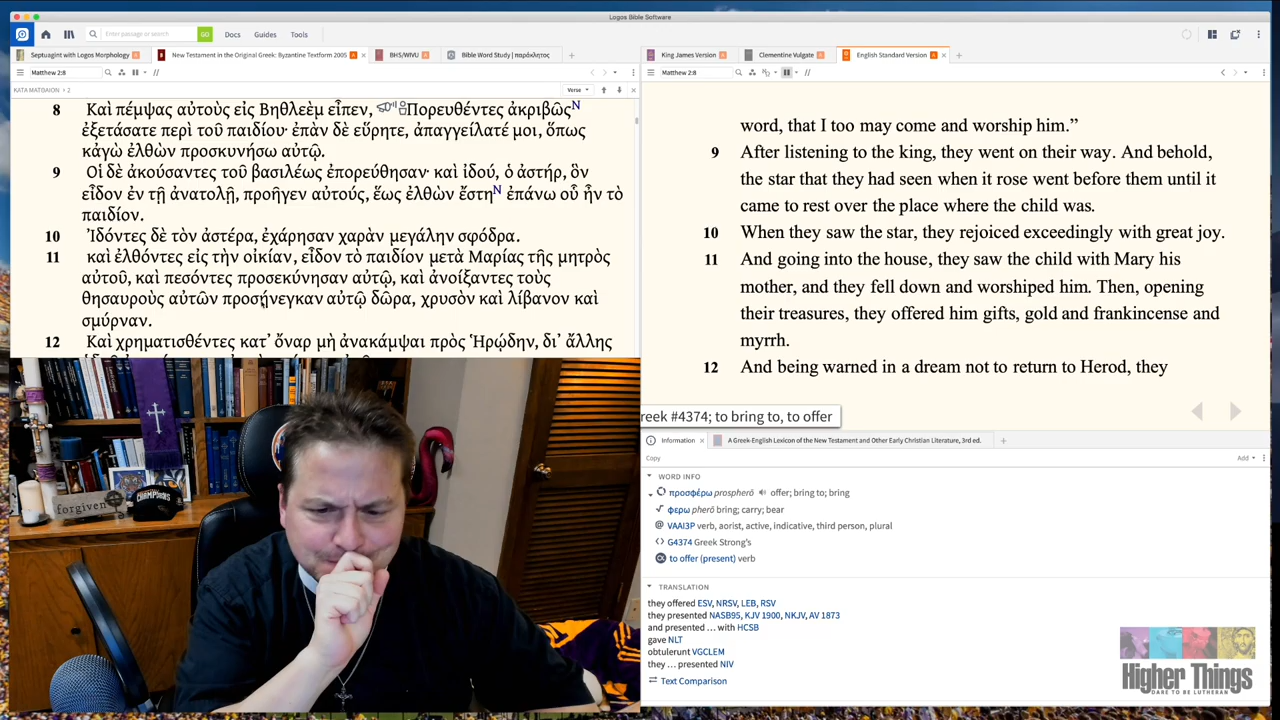 Logos Bible Software
Enter passage or search
GO
Docs
Guides
Tools
Septuagint with Logos Morphology A
New Testament in the Original Greek: Byzantine Textform 2005 A ×
BHS/WIVU A
Bible Word Study | παράκλητος
King James Version A
Clementine Vulgate A
English Standard Version A ×
Matthew 2:8
Matthew 2:8
ΚΑΤΑ ΜΑΤΘΑΙΟΝ > 2
Verse
8 Καὶ πέμψας αὐτοὺς εἰς Βηθλεὲμ εἶπεν, Πορευθέντες ἀκριβῶς N
ἐξετάσατε περὶ τοῦ παιδίου· ἐπὰν δὲ εὕρητε, ἀπαγγείλατέ μοι, ὅπως
κἀγὼ ἐλθὼν προσκυνήσω αὐτῷ.
9 Οἱ δὲ ἀκούσαντες τοῦ βασιλέως ἐπορεύθησαν· καὶ ἰδού, ὁ ἀστήρ, ὃν
εἶδον ἐν τῇ ἀνατολῇ, προῆγεν αὐτούς, ἕως ἐλθὼν ἔστη N ἐπάνω οὗ ἦν τὸ
παιδίον.
10 Ἰδόντες δὲ τὸν ἀστέρα, ἐχάρησαν χαρὰν μεγάλην σφόδρα.
11 καὶ ἐλθόντες εἰς τὴν οἰκίαν, εἶδον τὸ παιδίον μετὰ Μαρίας τῆς μητρὸς
αὐτοῦ, καὶ πεσόντες προσεκύνησαν αὐτῷ, καὶ ἀνοίξαντες τοὺς
θησαυροὺς αὐτῶν προσήνεγκαν αὐτῷ δῶρα, χρυσὸν καὶ λίβανον καὶ
σμύρναν.
12 Καὶ χρηματισθέντες κατ’ ὄναρ μὴ ἀνακάμψαι πρὸς Ἡρῴδην, δι’ ἄλλης
word, that I too may come and worship him.”
9 After listening to the king, they went on their way. And behold,
the star that they had seen when it rose went before them until it
came to rest over the place where the child was.
10 When they saw the star, they rejoiced exceedingly with great joy.
11 And going into the house, they saw the child with Mary his
mother, and they fell down and worshiped him. Then, opening
their treasures, they offered him gifts, gold and frankincense and
myrrh.
12 And being warned in a dream not to return to Herod, they
reek #4374; to bring to, to offer
Information ×
A Greek-English Lexicon of the New Testament and Other Early Christian Literature, 3rd ed.
Copy
Add
WORD INFO
προσφέρω prospherō offer; bring to; bring
φερω pherō bring; carry; bear
@ VAAI3P verb, aorist, active, indicative, third person, plural
<> G4374 Greek Strong’s
to offer (present) verb
TRANSLATION
they offered ESV, NRSV, LEB, RSV
they presented NASB95, KJV 1900, NKJV, AV 1873
and presented … with HCSB
gave NLT
obtulerunt VGCLEM
they … presented NIV
Text Comparison
forgiven
CHAMPIONS
Higher Things
DARE TO BE LUTHERAN